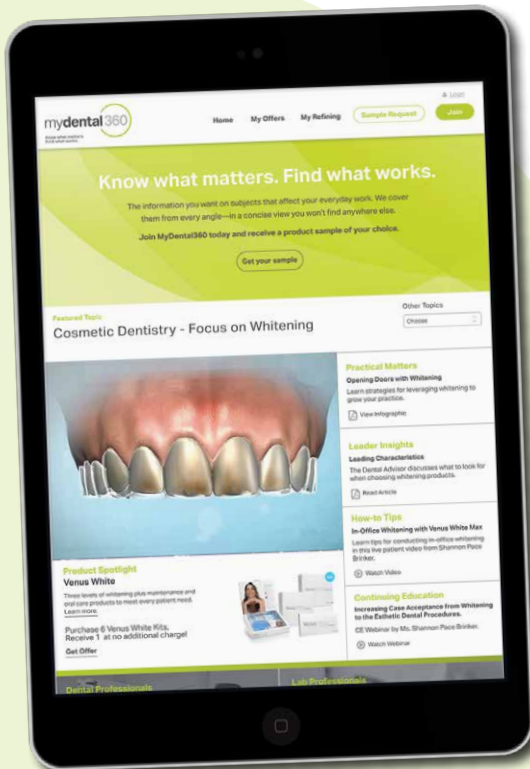 Login
mydental360
Know what matters.
Find what works.
Home My Offers My Refining Sample Request Join
Know what matters. Find what works.
The information you want on subjects that affect your everyday work. We cover
them from every angle—in a concise view you won't find anywhere else.
Join MyDental360 today and receive a product sample of your choice.
Get your sample
Featured Topic
Cosmetic Dentistry - Focus on Whitening
Other Topics
Choose
Practical Matters
Opening Doors with Whitening
Learn strategies for leveraging whitening to
grow your practice.
View Infographic
Leader Insights
Leading Characteristics
The Dental Advisor discusses what to look for
when choosing whitening products.
Read Article
How-to Tips
In-Office Whitening with Venus White Max
Learn tips for conducting in-office whitening
in this live patient video from Shannon Pace
Brinker.
Watch Video
Continuing Education
Increasing Case Acceptance from Whitening
to the Esthetic Dental Procedures.
CE Webinar by Ms. Shannon Pace Brinker.
Watch Webinar
Product Spotlight
Venus White
Three levels of whitening plus maintenance and
oral care products to meet every patient need.
Learn more.
Purchase 6 Venus White Kits,
Receive 1 at no additional charge!
Get Offer
Dental Professionals
Lab Professionals